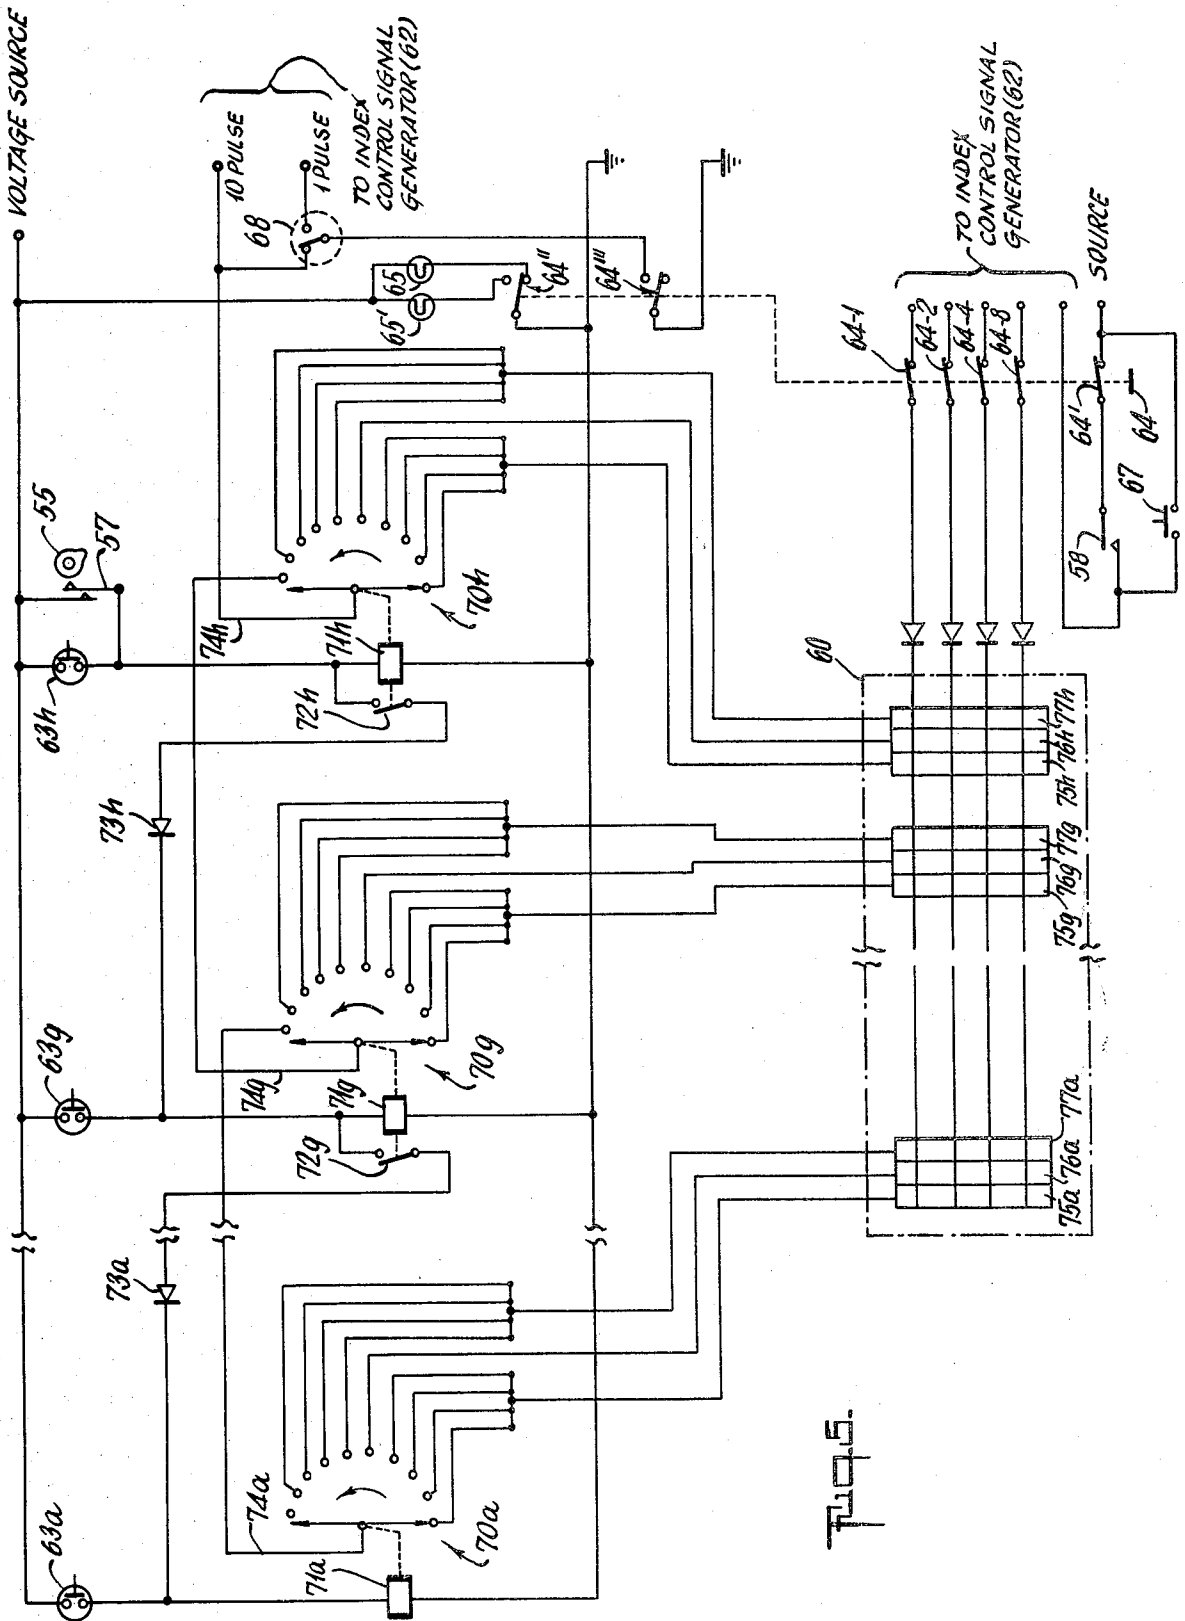 VOLTAGE SOURCE
10 PULSE
1 PULSE
TO INDEX
CONTROL SIGNAL
GENERATOR (62)
68
65
65'
64"
64'''
55
57
63h
74h
71h
72h
70h
73h
63g
74g
71g
72g
70g
73a
63a
74a
71a
70a
TO INDEX
CONTROL SIGNAL
GENERATOR (62)
SOURCE
64-1
64-2
64-4
64-8
64'
64
67
58
60
75h
76h
77h
75g
76g
77g
75a
76a
77a
Fig. 5.